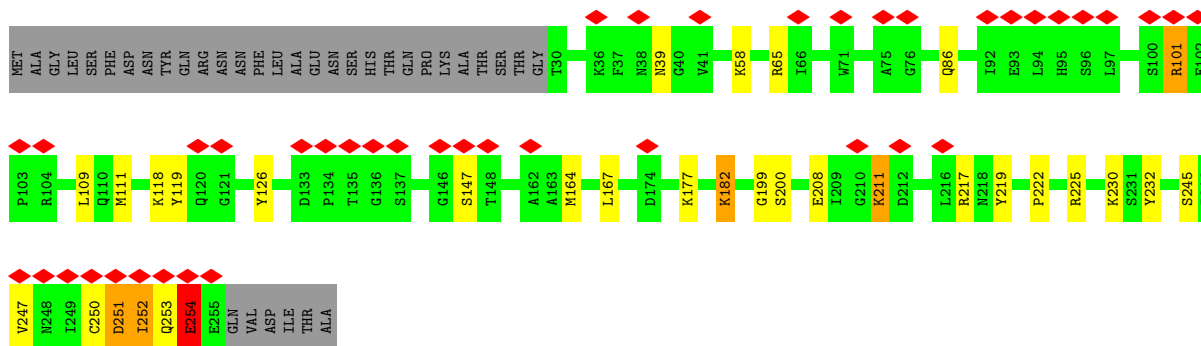 MET ALA GLY LEU SER PHE ASP ASN TYR GLN ARG ASN ASN PHE LEU ALA GLU ASN SER HIS THR GLN PRO LYS ALA THR SER THR GLY T30 K36 F37 N38 N39 G40 V41 K58 R65 I66 W71 A75 G76 Q86 I92 E93 L94 H95 S96 L97 S100 R101
P103 R104 L109 Q110 M111 K118 Y119 Q120 G121 Y126 D133 P134 T135 G136 S137 G146 S147 T148 A162 A163 M164 L167 D174 K177 K182 G199 S200 E208 I209 G210 K211 D212 L216 R217 N218 Y219 P222 R225 K230 S231 Y232 S245
V247 N248 I249 C250 D251 I252 Q253 E254 E255 GLN VAL ASP ILE THR ALA